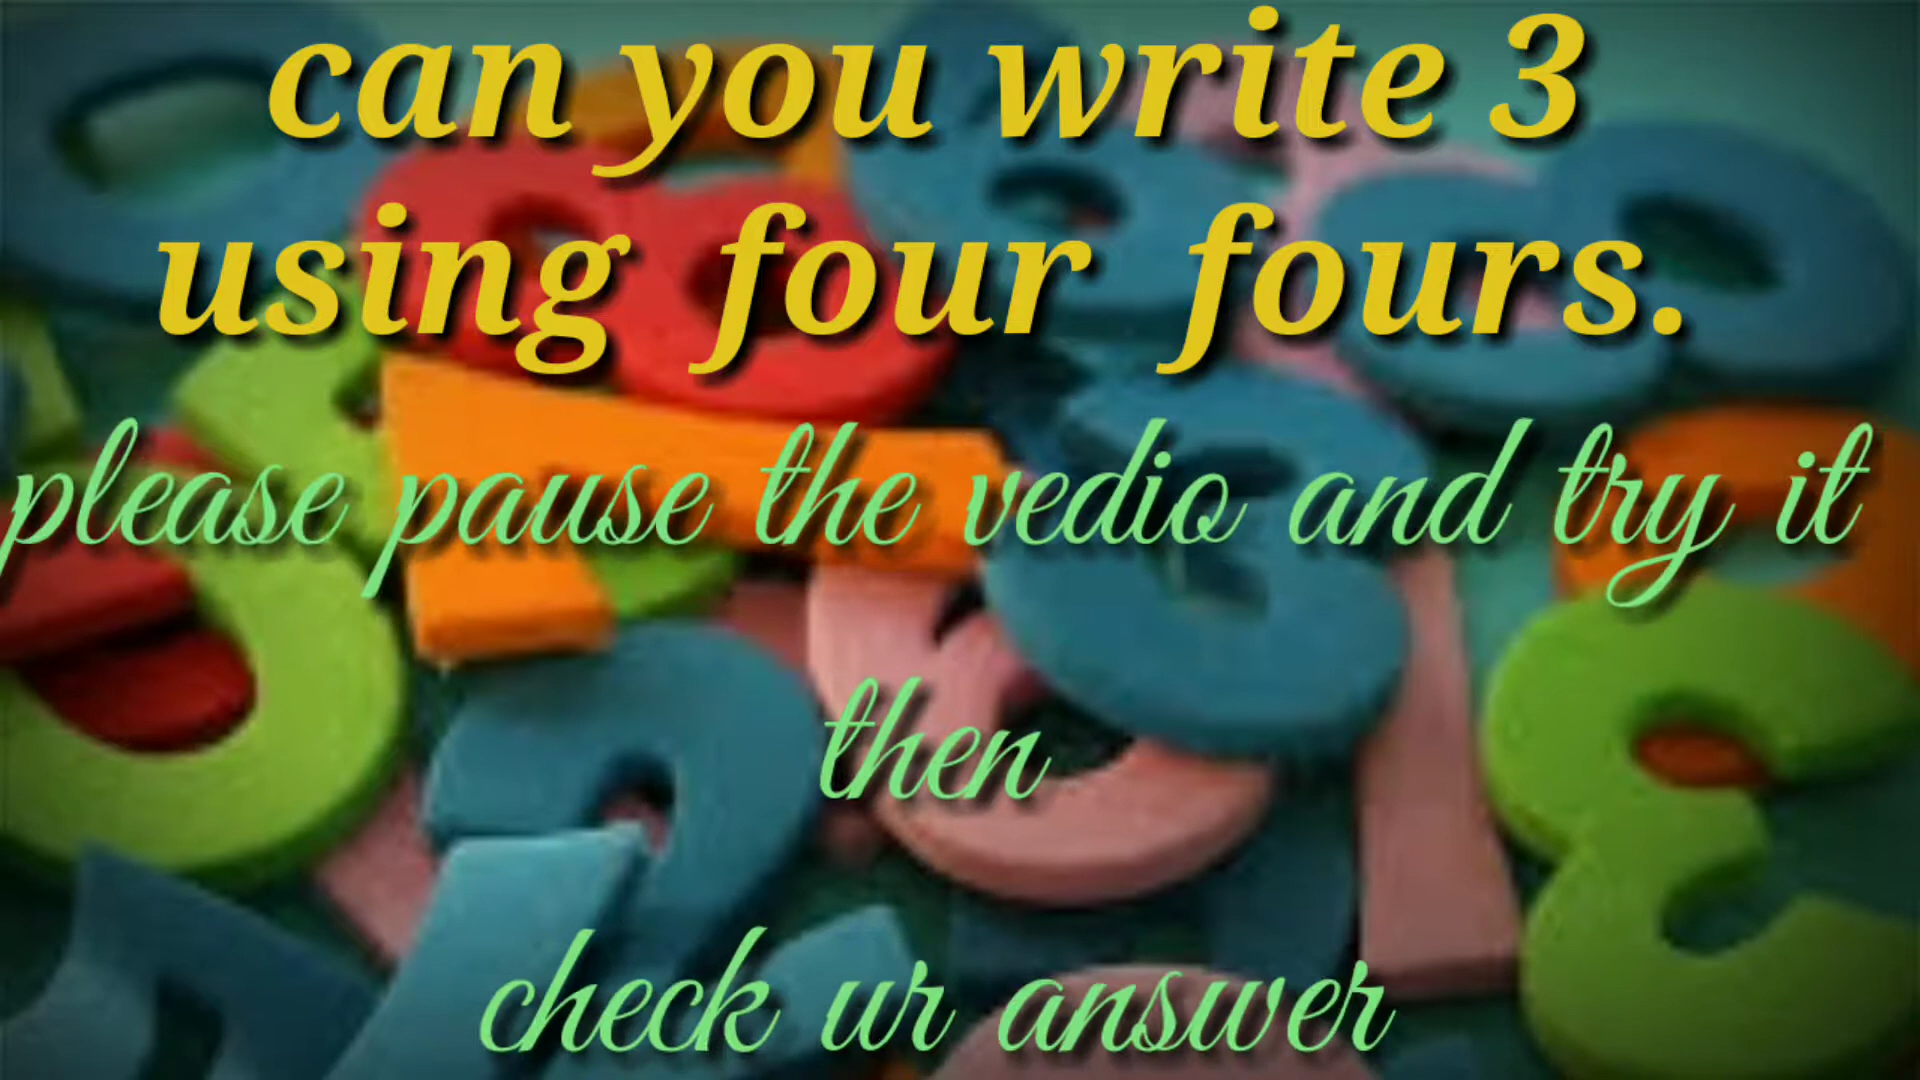 can you write 3
using four fours.
please pause the vedio and try it
then
check ur answer